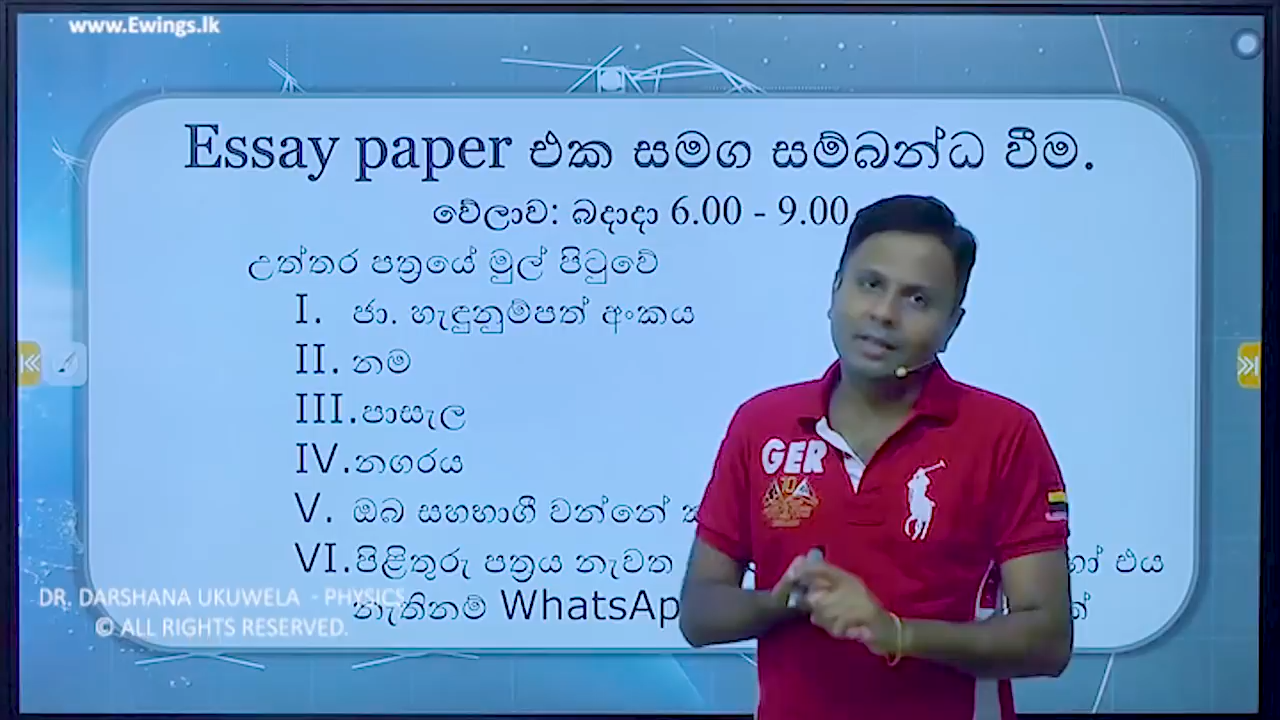 www.Ewings.lk
Essay paper එක සමග සම්බන්ධ වීම.
වේලාව: බදාදා 6.00 - 9.00
උත්තර පත්‍රයේ මුල් පිටුවේ
I. ජා. හැඳුනුම්පත් අංකය
II. නම
III. පාසැල
IV. නගරය
V. ඔබ සහභාගී වන්නේ
VI. පිළිතුරු පත්‍රය නැවත හෝ එය
නැතිනම් WhatsAp
DR. DARSHANA UKUWELA - PHYSICS
© ALL RIGHTS RESERVED.
GER